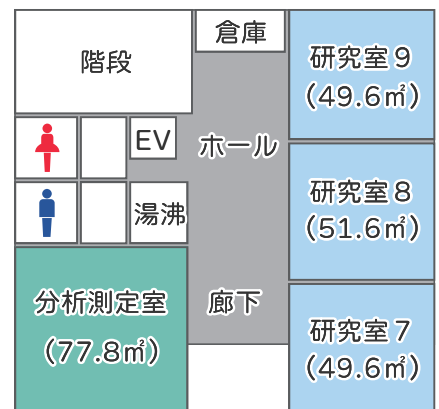 階段
倉庫
研究室9
(49.6㎡)
EV
ホール
湯沸
研究室8
(51.6㎡)
分析測定室
(77.8㎡)
廊下
研究室7
(49.6㎡)